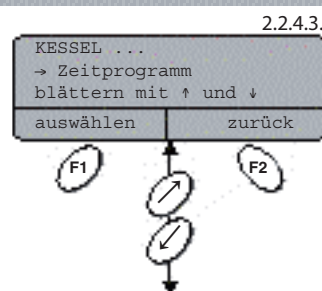 2.2.4.3.
KESSEL ...
→ Zeitprogramm
blättern mit ↑ und ↓
auswählen zurück
F1 F2